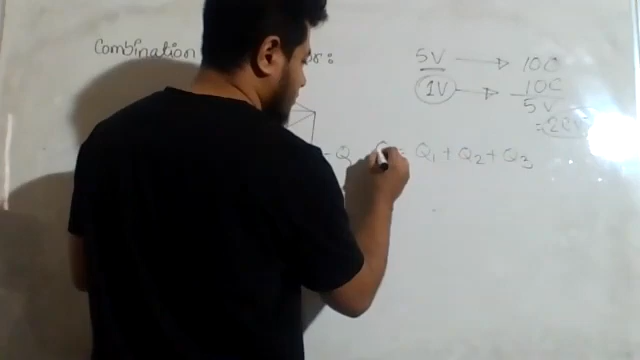 Combination
5V → 10C
1V → 10C
5V
= 2C
- Q
= Q1 + Q2 + Q3